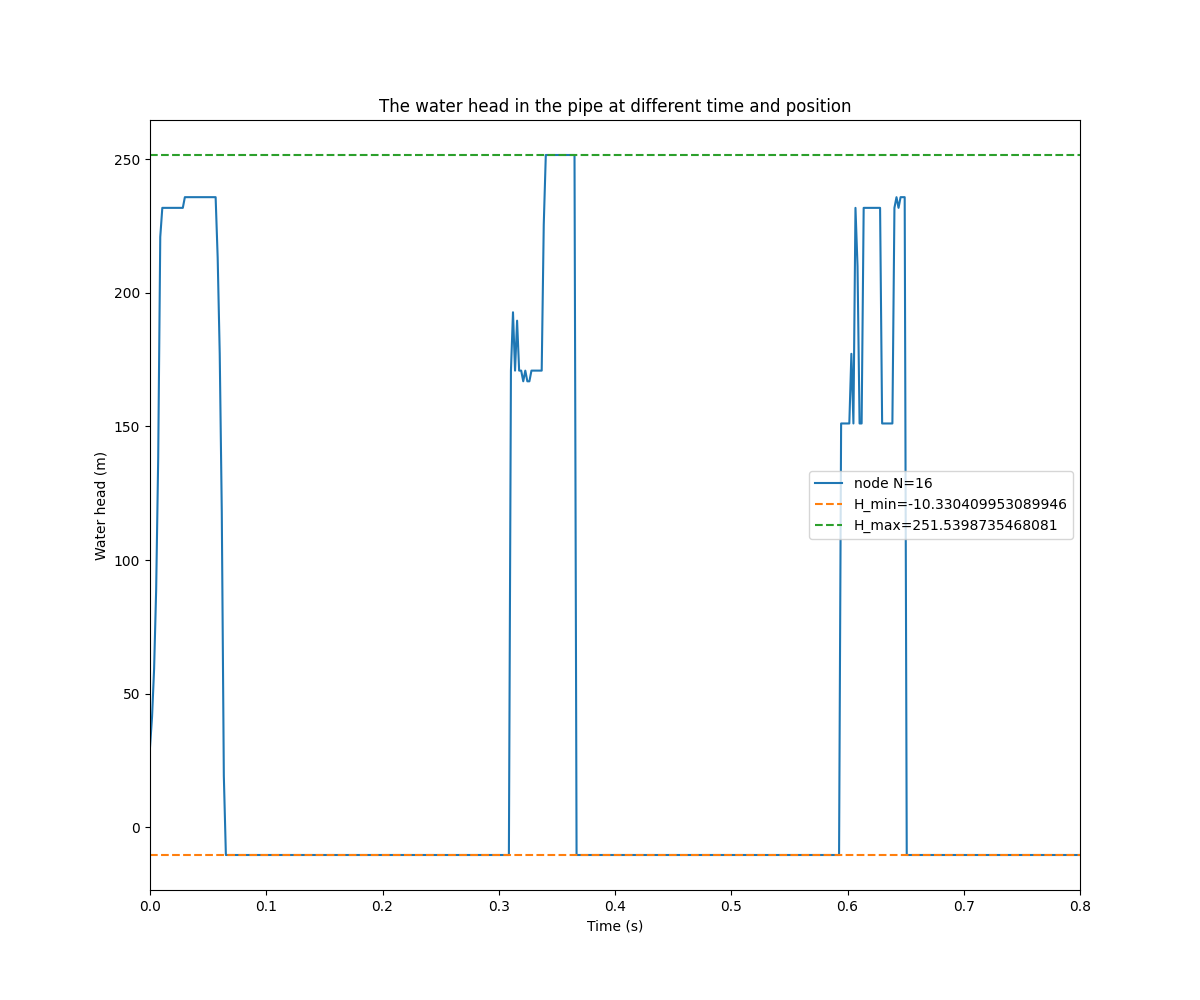 The water head in the pipe at different time and position
250
200
150
100
50
0
Water head (m)
node N=16
H_min=-10.330409953089946
H_max=251.5398735468081
0.0 0.1 0.2 0.3 0.4 0.5 0.6 0.7 0.8
Time (s)